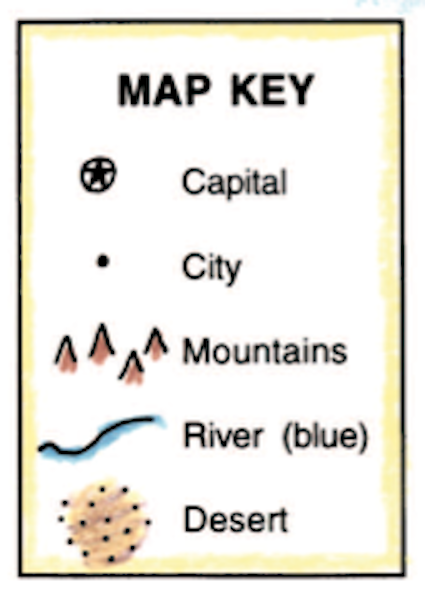 MAP KEY
Capital
City
Mountains
River (blue)
Desert